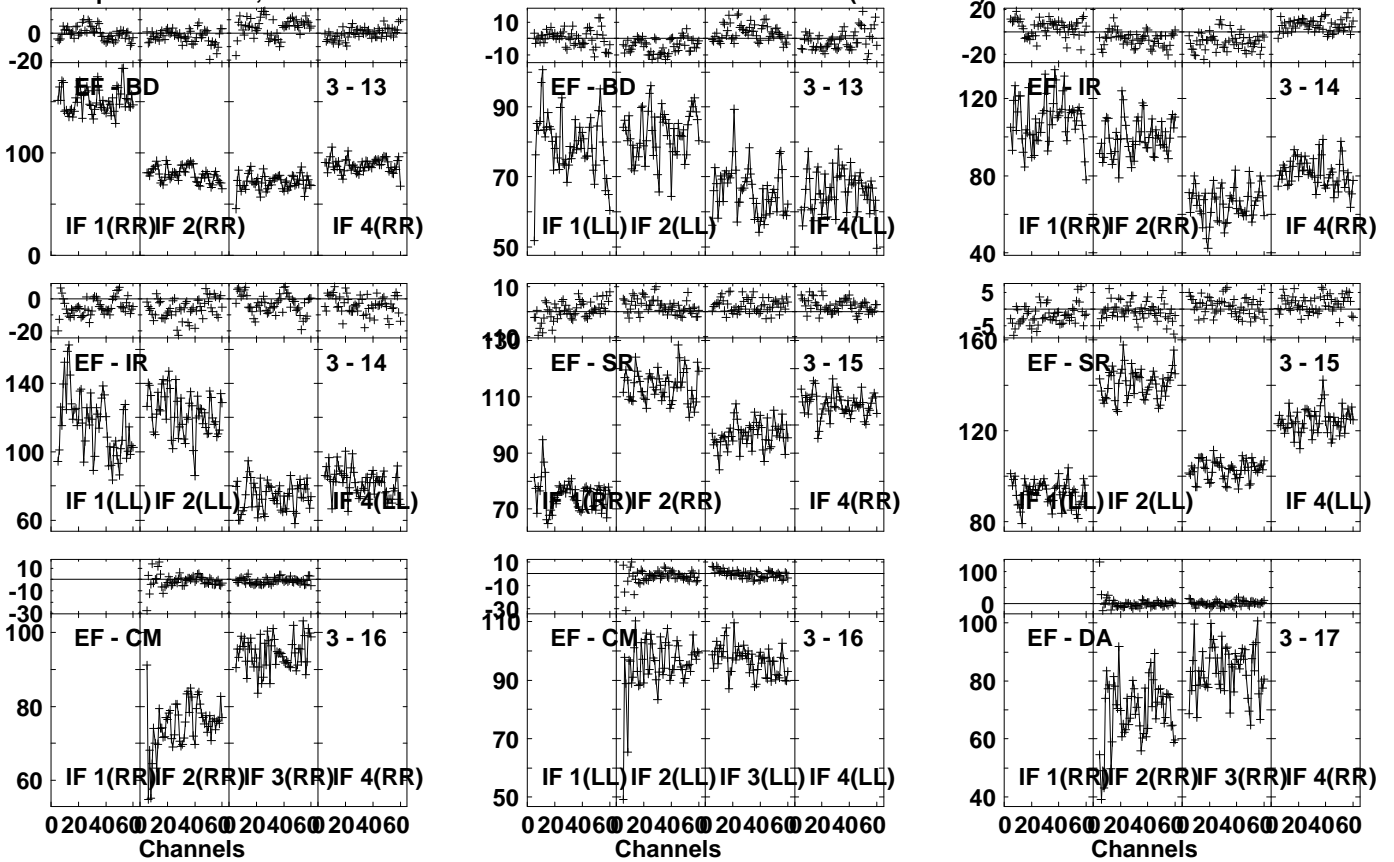 10 20
0 0 0
-20 -10 -20
EF - BD 3 - 13 EF - BD 3 - 13 EF - IR 3 - 14
90 120
100 70 80
IF 1(RR) IF 2(RR) IF 4(RR) IF 1(LL) IF 2(LL) IF 4(LL) IF 1(RR) IF 2(RR) IF 4(RR)
0 50 40
0 10 5
-20 -10 -5
130 160
EF - IR 3 - 14 EF - SR 3 - 15 EF - SR 3 - 15
140 110 120
100 90
IF 1(LL) IF 2(LL) IF 4(LL) IF 1(RR) IF 2(RR) IF 4(RR) IF 1(LL) IF 2(LL) IF 4(LL)
60 70 80
10 10 100
-10 -10 0
-30 -30
100 110 100
EF - CM 3 - 16 EF - CM 3 - 16 EF - DA 3 - 17
80 90 80
70 60
IF 1(RR) IF 2(RR) IF 3(RR) IF 4(RR) IF 1(LL) IF 2(LL) IF 3(LL) IF 4(LL) IF 1(RR) IF 2(RR) IF 3(RR) IF 4(RR)
60 50 40
0 204060 0 204060 0 204060 0 204060 0 204060 0 204060 0 204060 0 204060 0 204060 0 204060 0 204060 0 204060
Channels Channels Channels